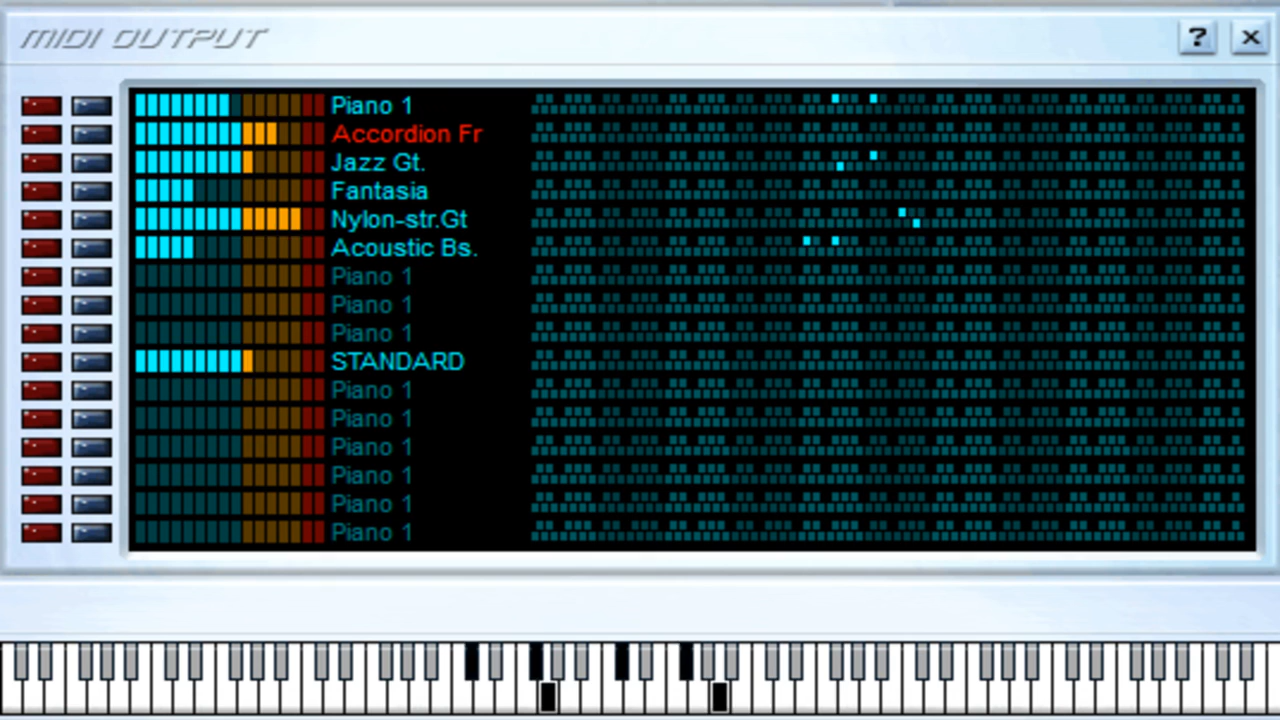 MIDI OUTPUT
? ×
Piano 1
Accordion Fr
Jazz Gt.
Fantasia
Nylon-str.Gt
Acoustic Bs.
Piano 1
Piano 1
Piano 1
STANDARD
Piano 1
Piano 1
Piano 1
Piano 1
Piano 1
Piano 1